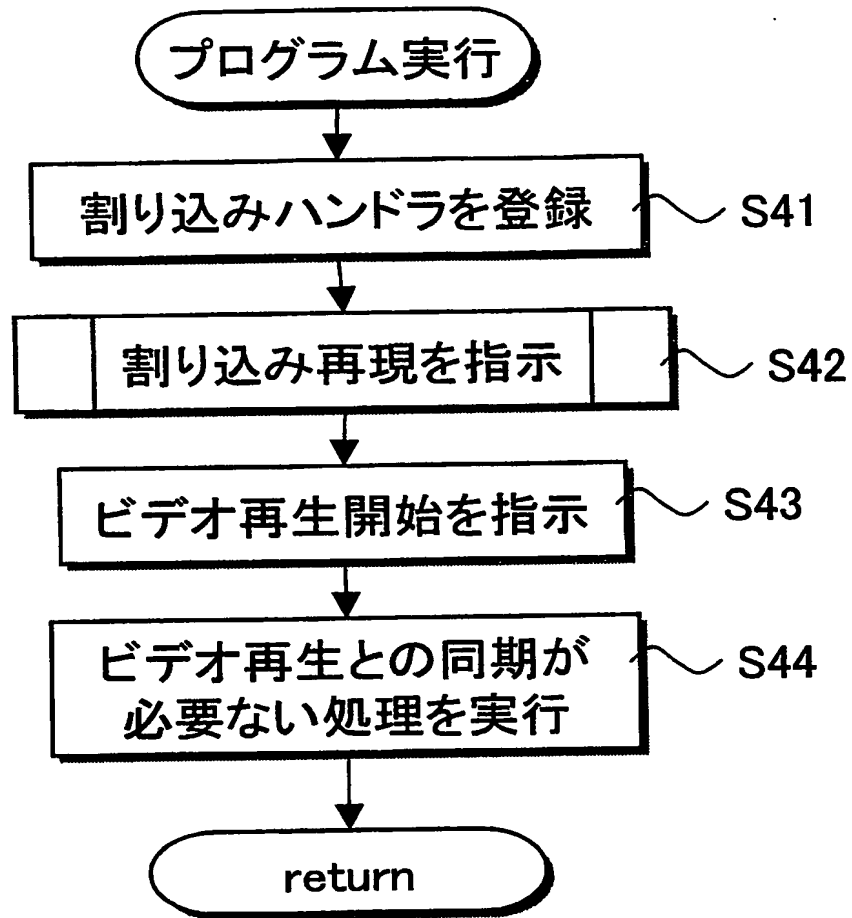 プログラム実行
割り込みハンドラを登録
S41
割り込み再現を指示
S42
ビデオ再生開始を指示
S43
ビデオ再生との同期が
必要ない処理を実行
S44
return